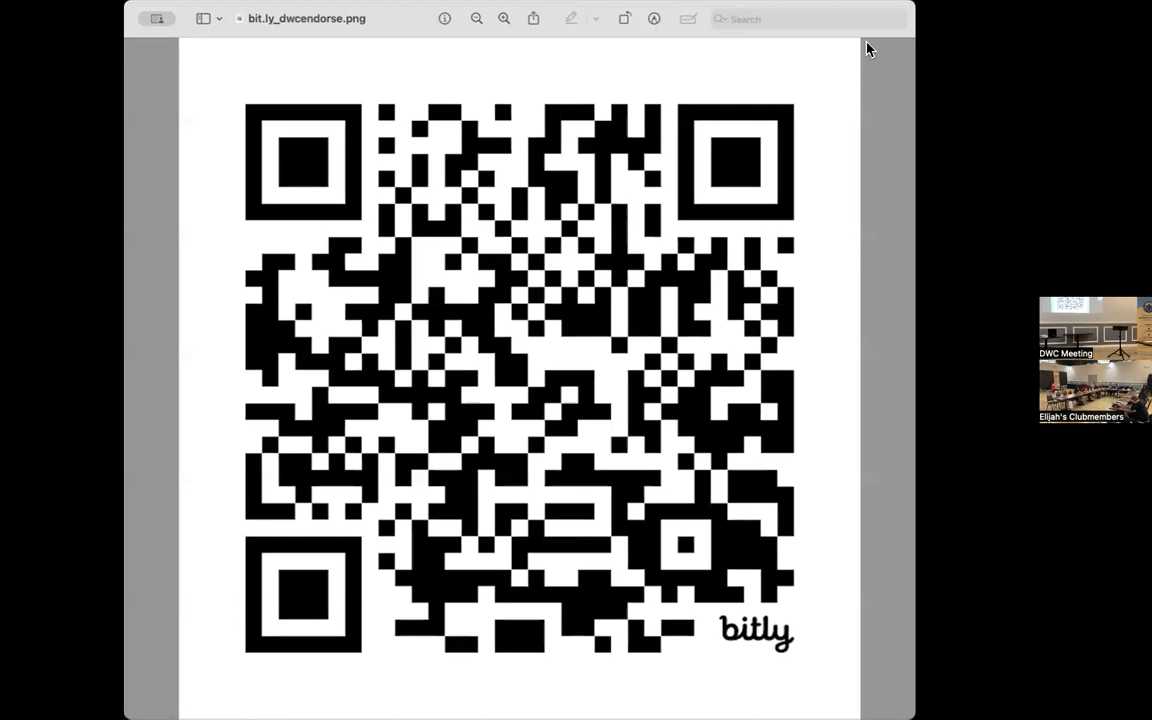 bit.ly_dwcendorse.png
Search
DWC Meeting
Elijah's Clubmembers
bitly